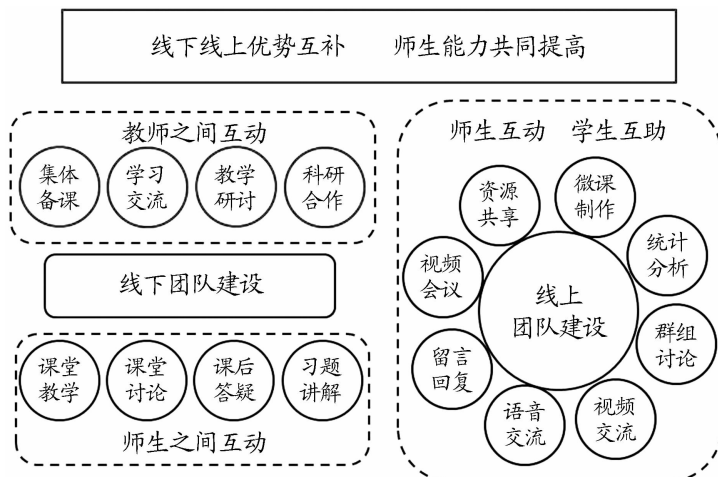 线下线上优势互补 师生能力共同提高
教师之间互动
集体
备课
学习
交流
教学
研讨
科研
合作
线下团队建设
课堂
教学
课堂
讨论
课后
答疑
习题
讲解
师生之间互动
师生互动 学生互助
资源
共享
微课
制作
统计
分析
群组
讨论
视频
交流
语音
交流
留言
回复
视频
会议
线上
团队建设